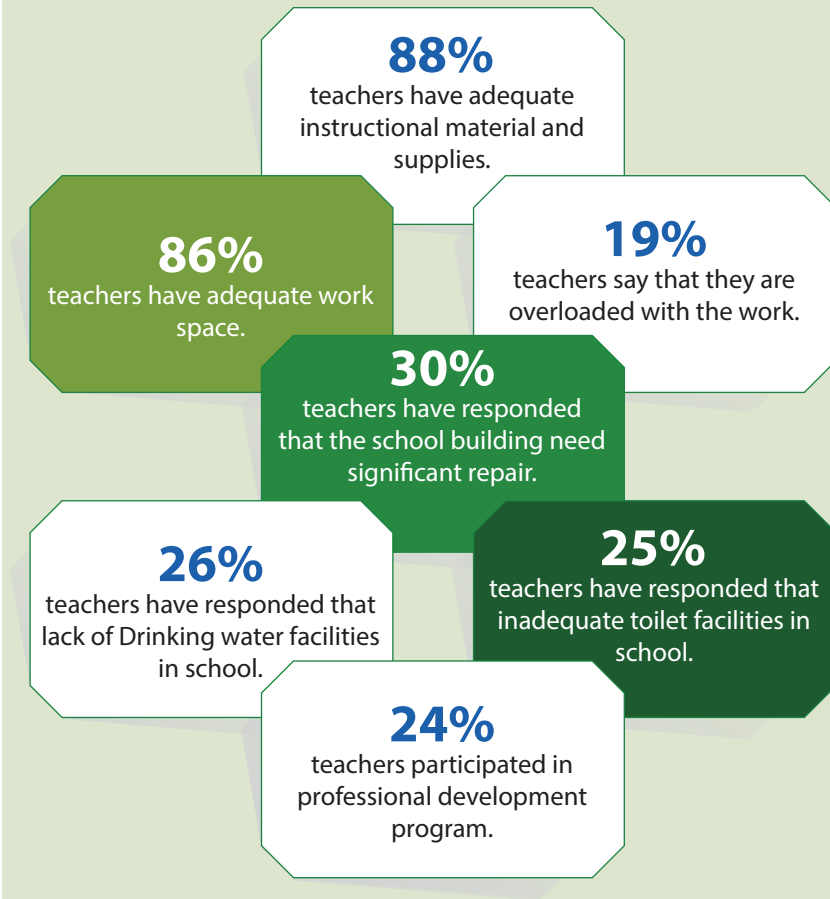 88%
teachers have adequate
instructional material and
supplies.
86%
teachers have adequate work
space.
19%
teachers say that they are
overloaded with the work.
30%
teachers have responded
that the school building need
significant repair.
26%
teachers have responded that
lack of Drinking water facilities
in school.
25%
teachers have responded that
inadequate toilet facilities in
school.
24%
teachers participated in
professional development
program.